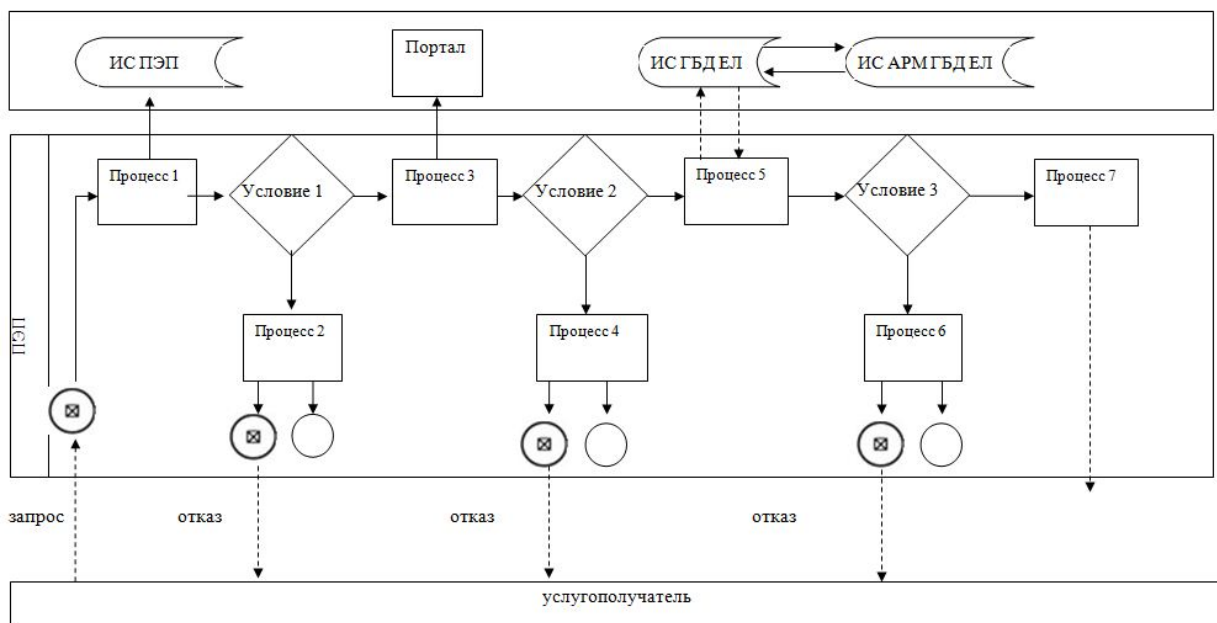 ИС ПЭП
Портал
ИС ГБД ЕЛ
ИС АРМ ГБД ЕЛ
ПЭП
Процесс 1
Условие 1
Процесс 3
Условие 2
Процесс 5
Условие 3
Процесс 7
Процесс 2
Процесс 4
Процесс 6
запрос
отказ
отказ
отказ
услугополучатель